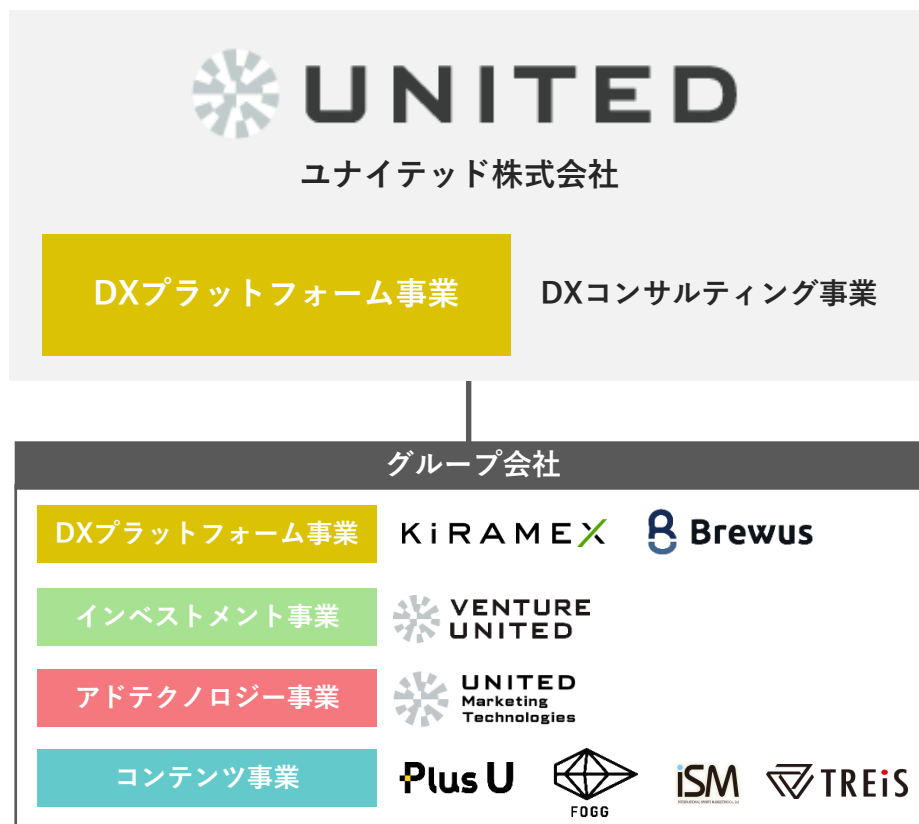 UNITED
ユナイテッド株式会社
DXプラットフォーム事業 DXコンサルティング事業
グループ会社
DXプラットフォーム事業 KiRAMEX Brewus
インベストメント事業 VENTURE UNITED
アドテクノロジー事業 UNITED Marketing Technologies
コンテンツ事業 Plus U FOGG iSM TREiS